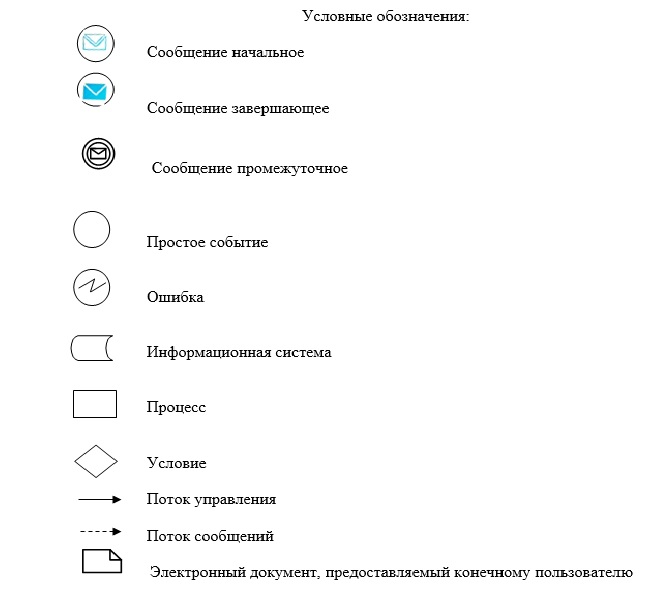 Условные обозначения:
Сообщение начальное
Сообщение завершающее
Сообщение промежуточное
Простое событие
Ошибка
Информационная система
Процесс
Условие
Поток управления
Поток сообщений
Электронный документ, предоставляемый конечному пользователю